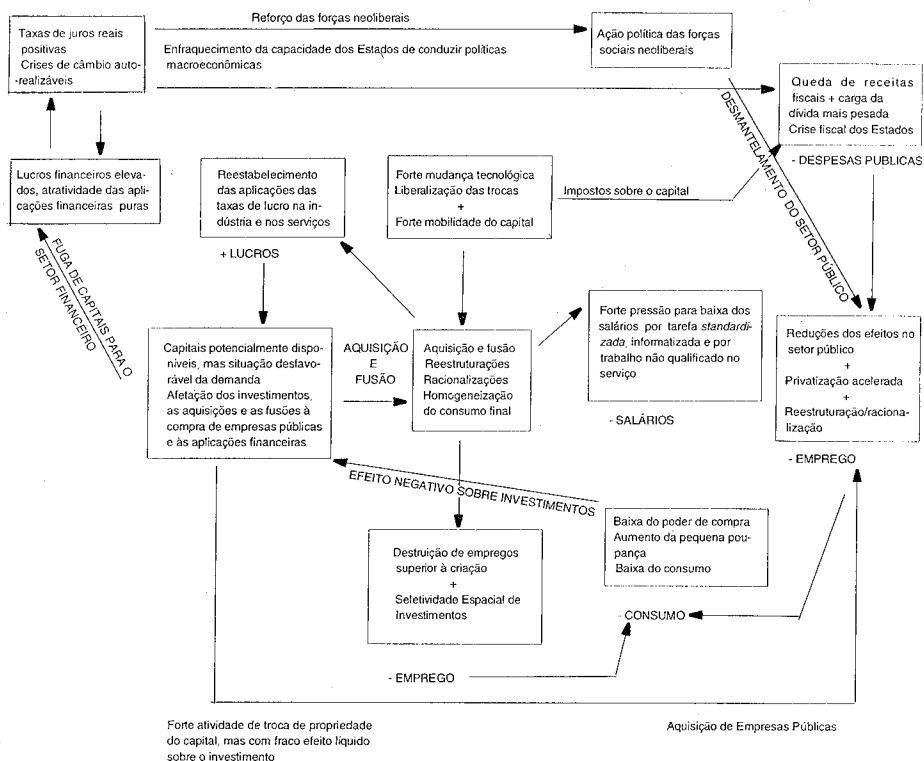 Reforço das forças neoliberais
Taxas de juros reais
positivas
Crises de câmbio auto-
-realizáveis
Enfraquecimento da capacidade dos Estados de conduzir políticas
macroeconômicas
Ação política das forças
sociais neoliberais
Queda de receitas
fiscais + carga da
dívida mais pesada
Crise fiscal dos Estados
- DESPESAS PUBLICAS
DESMANTELAMENTO DO SETOR PÚBLICO
Lucros financeiros eleva-
dos, atratividade das apli-
cações financeiras puras
Reestabelecimento
das aplicações das
taxas de lucro na in-
dústria e nos serviços
+ LUCROS
Forte mudança tecnológica
Liberalização das trocas
+
Forte mobilidade do capital
Impostos sobre o capital
FUGA DE CAPITAIS PARA O
SETOR FINANCEIRO
Capitais potencialmente dispo-
níveis, mas situação desfavo-
rável da demanda
Afetação dos investimentos,
as aquisições e as fusões à
compra de empresas públicas
e às aplicações financeiras
AQUISIÇÃO
E
FUSÃO
Aquisição e fusão
Reestruturações
Racionalizações
Homogeneização
do consumo final
Forte pressão para baixa dos
salários por tarefa standardi-
zada, informatizada e por
trabalho não qualificado no
serviço
- SALÁRIOS
Reduções dos efeitos no
setor público
+
Privatização acelerada
+
Reestruturação/raciona-
lização
- EMPREGO
EFEITO NEGATIVO SOBRE INVESTIMENTOS
Baixa do poder de compra
Aumento da pequena pou-
pança
Baixa do consumo
Destruição de empregos
superior à criação
+
Seletividade Espacial de
Investimentos
- CONSUMO
- EMPREGO
Forte atividade de troca de propriedade
do capital, mas com fraco efeito líquido
sobre o investimento
Aquisição de Empresas Públicas